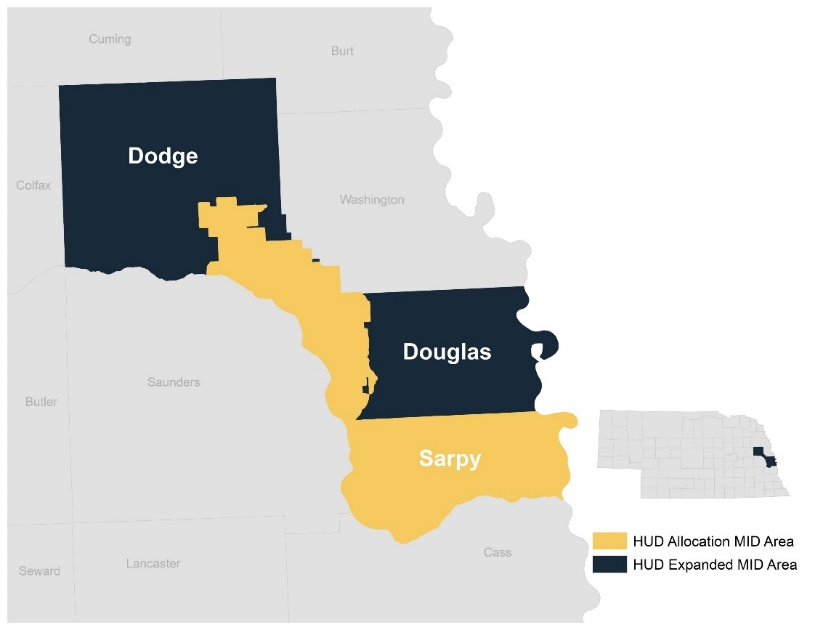 Cuming
Burt
Dodge
Colfax
Washington
Douglas
Saunders
Butler
Sarpy
HUD Allocation MID Area
Cass
Lancaster
HUD Expanded MID Area
Seward